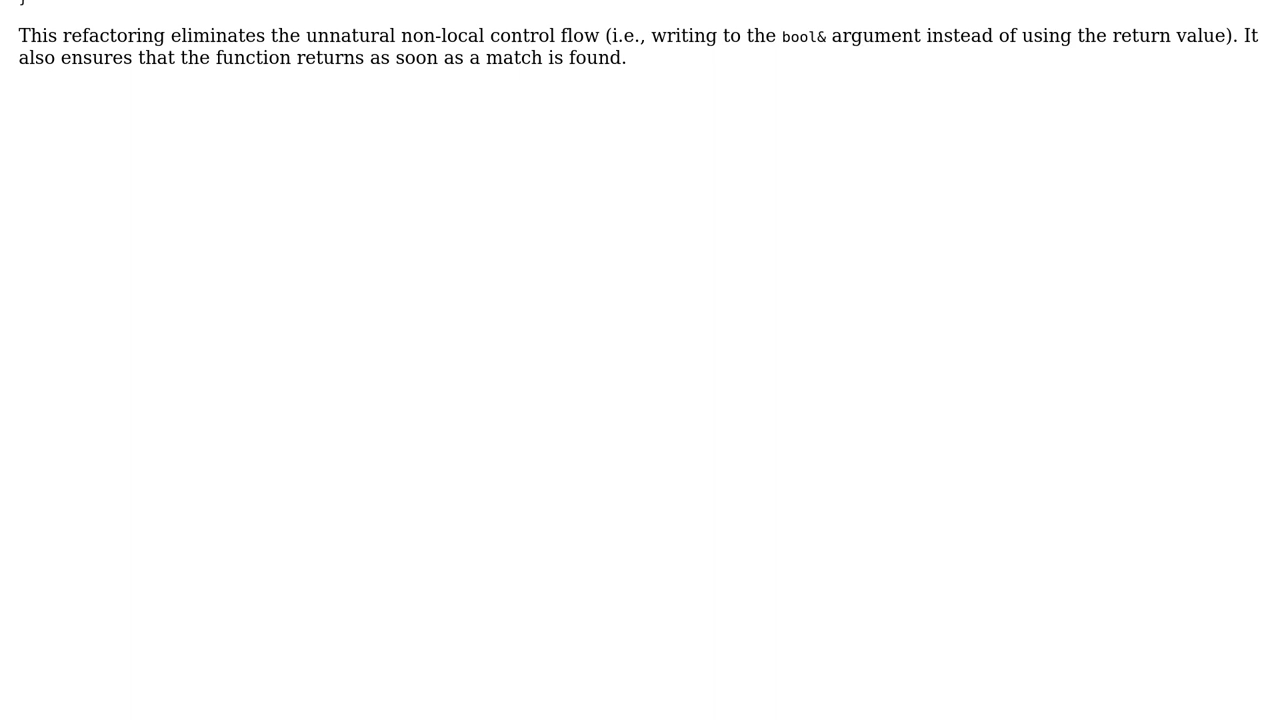 }
This refactoring eliminates the unnatural non-local control flow (i.e., writing to the bool& argument instead of using the return value). It
also ensures that the function returns as soon as a match is found.